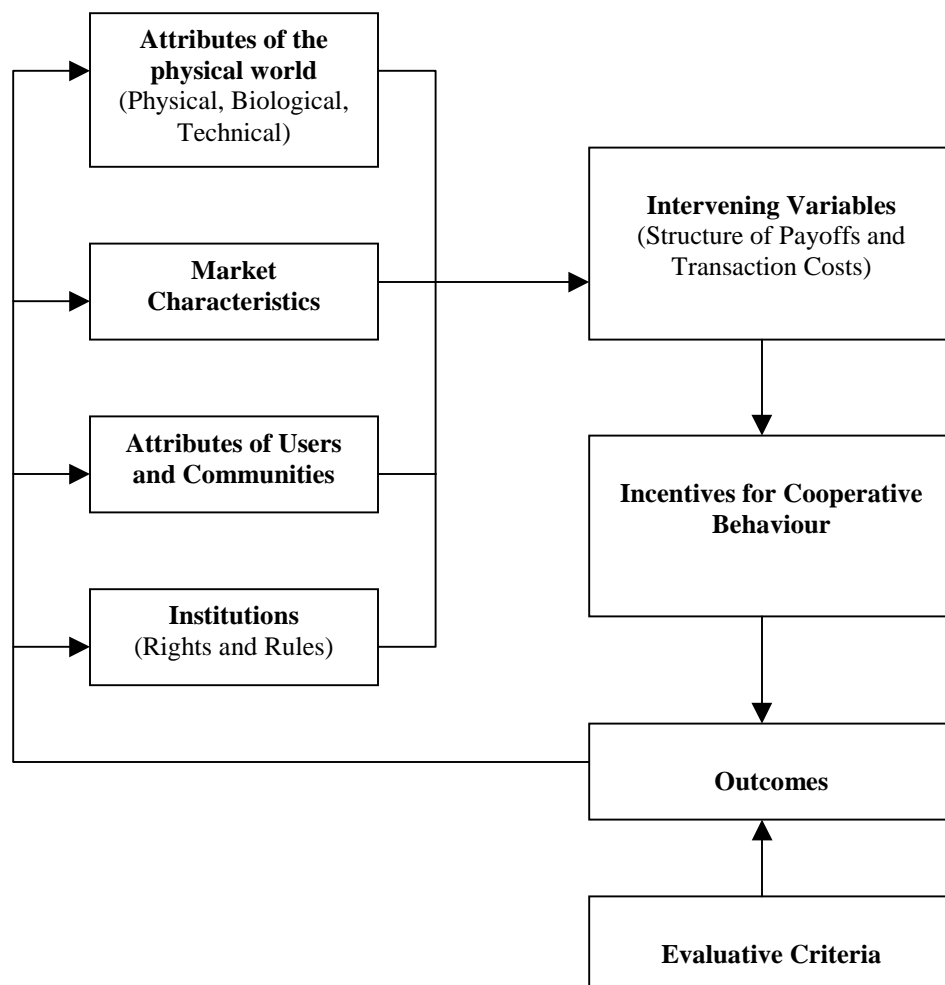 Attributes of the
physical world
(Physical, Biological,
Technical)
Market
Characteristics
Attributes of Users
and Communities
Institutions
(Rights and Rules)
Intervening Variables
(Structure of Payoffs and
Transaction Costs)
Incentives for Cooperative
Behaviour
Outcomes
Evaluative Criteria